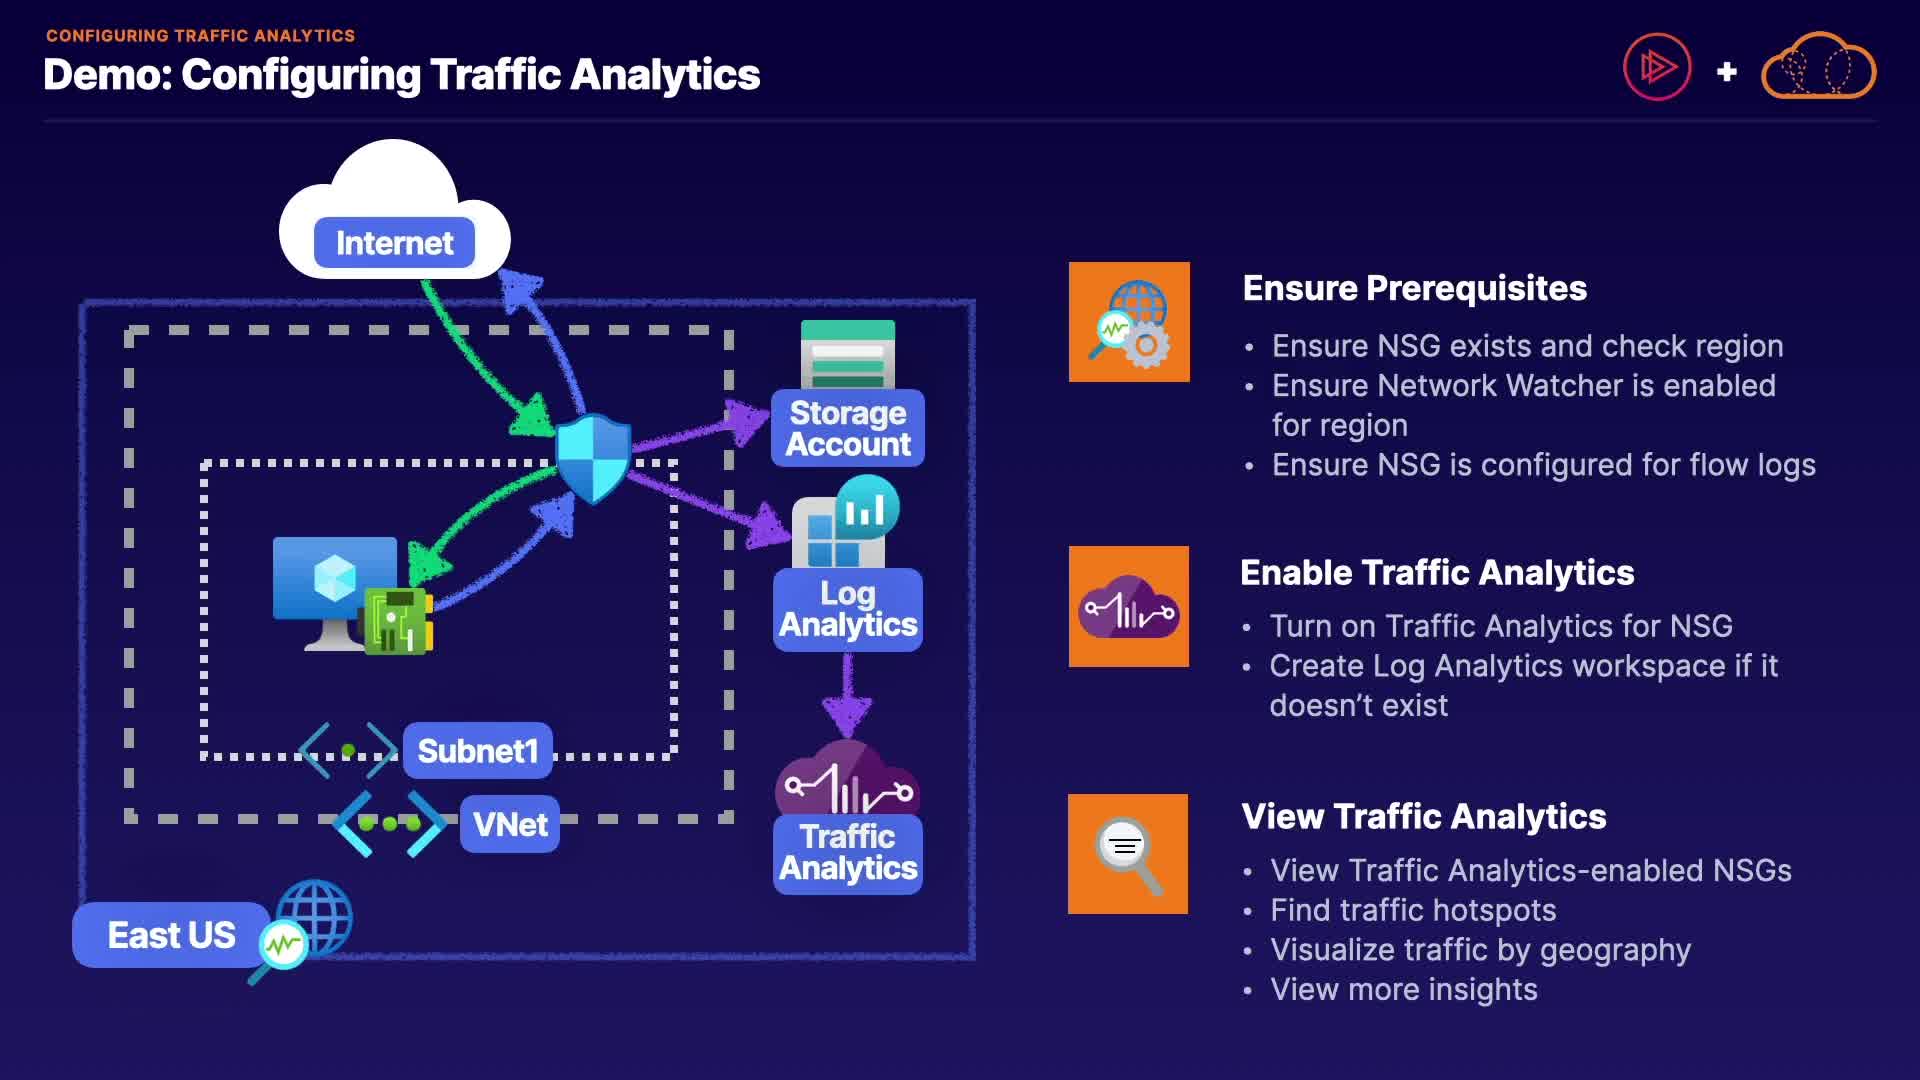 CONFIGURING TRAFFIC ANALYTICS
Demo: Configuring Traffic Analytics
Internet
Storage
Account
Log
Analytics
Subnet1
VNet
Traffic
Analytics
East US
Ensure Prerequisites
• Ensure NSG exists and check region
• Ensure Network Watcher is enabled
for region
• Ensure NSG is configured for flow logs
Enable Traffic Analytics
• Turn on Traffic Analytics for NSG
• Create Log Analytics workspace if it
doesn’t exist
View Traffic Analytics
• View Traffic Analytics-enabled NSGs
• Find traffic hotspots
• Visualize traffic by geography
• View more insights